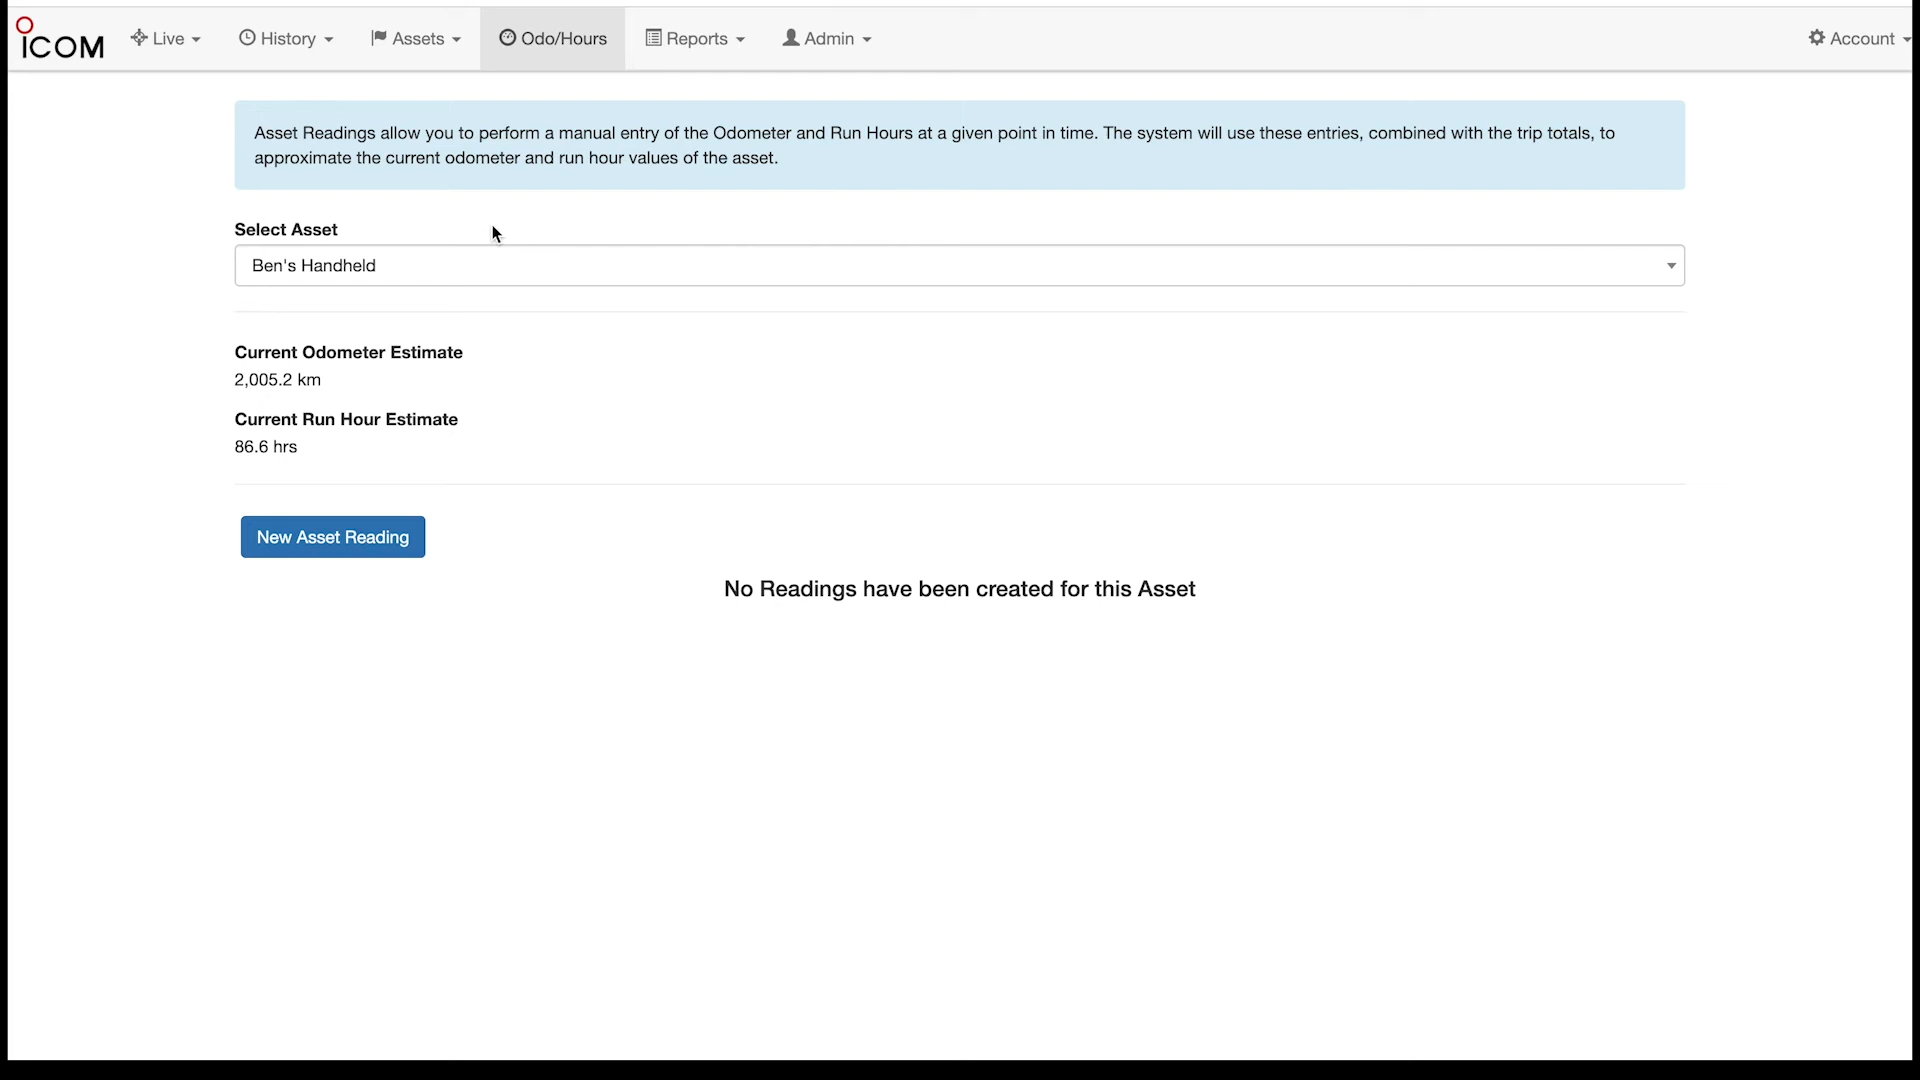 ICOM
Live
History
Assets
Odo/Hours
Reports
Admin
Account
Asset Readings allow you to perform a manual entry of the Odometer and Run Hours at a given point in time. The system will use these entries, combined with the trip totals, to
approximate the current odometer and run hour values of the asset.
Select Asset
Ben's Handheld
Current Odometer Estimate
2,005.2 km
Current Run Hour Estimate
86.6 hrs
New Asset Reading
No Readings have been created for this Asset